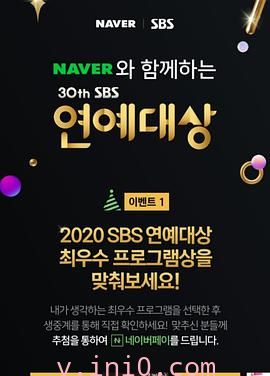 NAVER | SBS
NAVER와 함께하는
30th SBS
연예대상
이벤트 1
2020 SBS 연예대상
최우수 프로그램상을
맞춰보세요!
내가 생각하는 최우수 프로그램을 선택한 후
생중계를 통해 직접 확인하세요! 맞추신 분들께
추첨을 통하여 N 네이버페이를 드립니다.
v.ini0.com